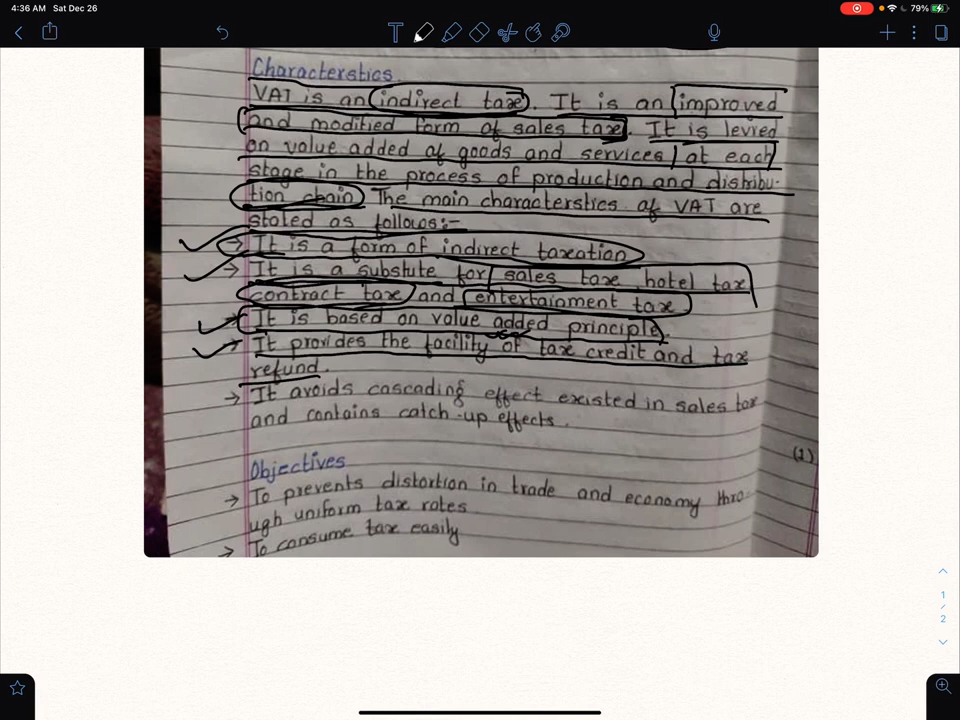 4:36 AM Sat Dec 26
79%
T
Characterstics
VAT is an indirect tax. It is an improved
and modified form of sales tax. It is levied
on value added of goods and services at each
stage in the process of production and distribu-
tion chain The main characterstics of VAT are
stated as follows:-
→ It is a form of indirect taxation
→ It is a substute for sales tax, hotel tax
contract tax and entertainment tax.
→ It is based on value added principle.
→ It provides the facility of tax credit and tax
refund.
→ It avoids cascading effect existed in sales tax
and contains catch-up effects.
(1)
Objectives
→ To prevents distortion in trade and economy thro-
ugh uniform tax rates
→ To consume tax easily
1
/
2